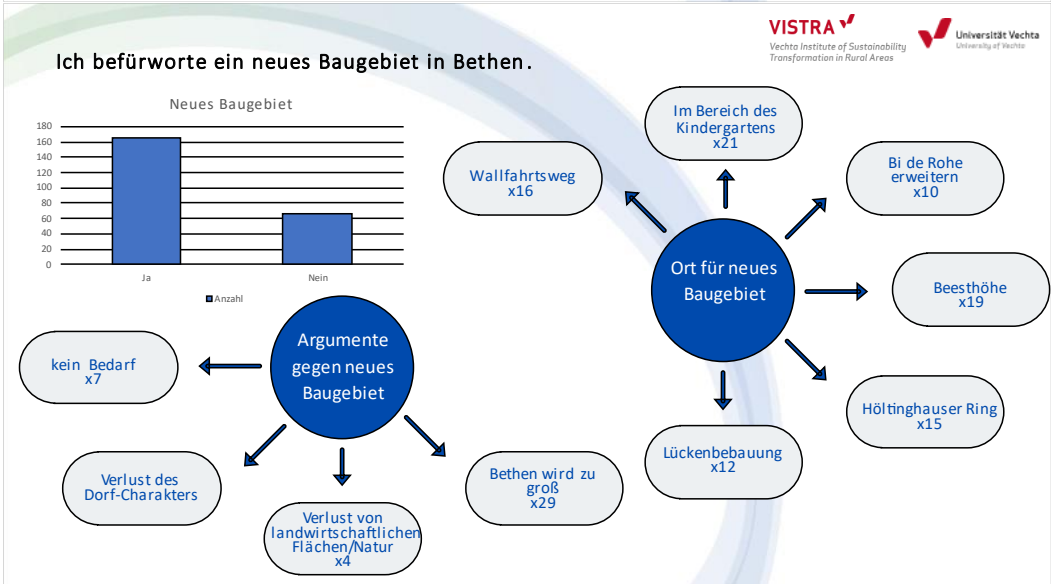 VISTRA
Vechta Institute of Sustainability
Transformation in Rural Areas
Universität Vechta
University of Vechta
Ich befürworte ein neues Baugebiet in Bethen.
Neues Baugebiet
180
160
140
120
100
80
60
40
20
0
Ja
Nein
Anzahl
Argumente
gegen neues
Baugebiet
kein Bedarf
x7
Verlust des
Dorf-Charakters
Verlust von
landwirtschaftlichen
Flächen/Natur
x4
Bethen wird zu
groß
x29
Ort für neues
Baugebiet
Wallfahrtsweg
x16
Im Bereich des
Kindergartens
x21
Bi de Rohe
erweitern
x10
Beesthöhe
x19
Höltinghauser Ring
x15
Lückenbebauung
x12